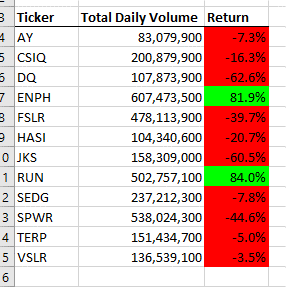 3 Ticker Total Daily Volume Return
4 AY 83,079,900 -7.3%
5 CSIQ 200,879,900 -16.3%
6 DQ 107,873,900 -62.6%
7 ENPH 607,473,500 81.9%
8 FSLR 478,113,900 -39.7%
9 HASI 104,340,600 -20.7%
0 JKS 158,309,000 -60.5%
1 RUN 502,757,100 84.0%
2 SEDG 237,212,300 -7.8%
3 SPWR 538,024,300 -44.6%
4 TERP 151,434,700 -5.0%
5 VSLR 136,539,100 -3.5%
6